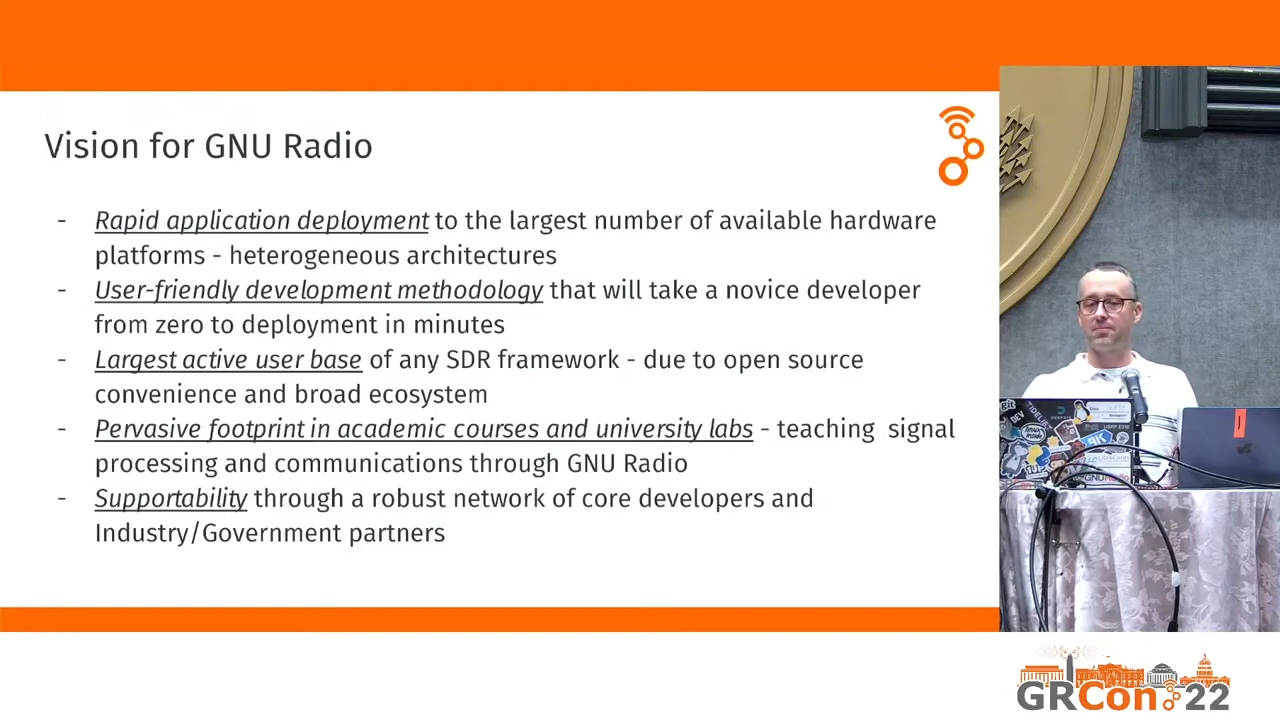 Vision for GNU Radio
- Rapid application deployment to the largest number of available hardware
platforms - heterogeneous architectures
- User-friendly development methodology that will take a novice developer
from zero to deployment in minutes
- Largest active user base of any SDR framework - due to open source
convenience and broad ecosystem
- Pervasive footprint in academic courses and university labs - teaching signal
processing and communications through GNU Radio
- Supportability through a robust network of core developers and
Industry/Government partners
git
DEV
LibreCores
GNURadio
GRCon 22